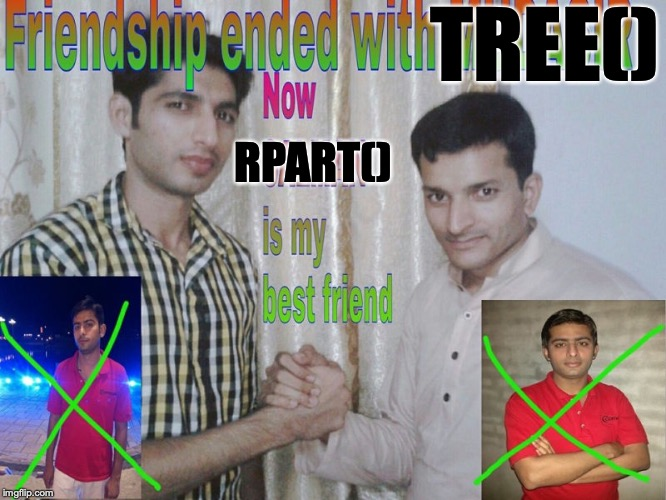 Friendship ended with TREE()
Now
RPART()
is my
best friend
imgflip.com